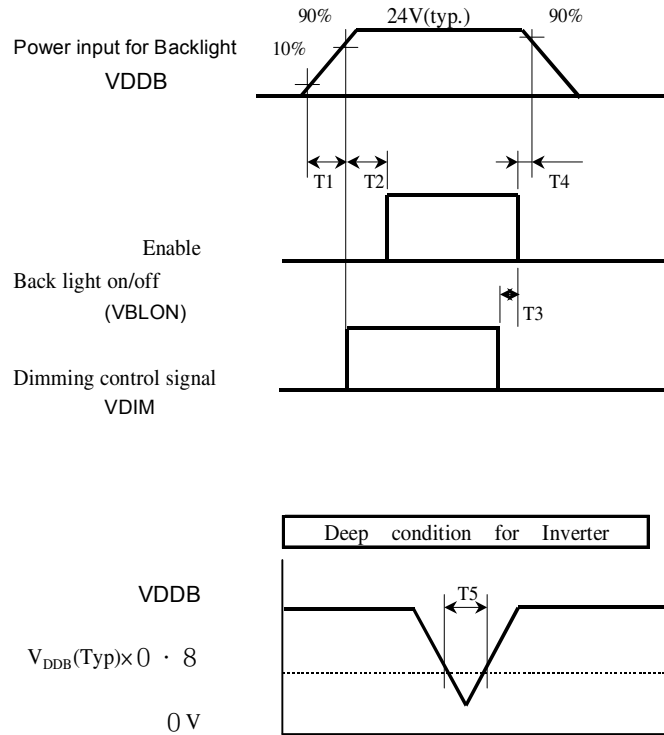 90% 24V(typ.) 90%
Power input for Backlight 10%
VDDB
T1 T2 T4
Enable
Back light on/off
(VBLON)
T3
Dimming control signal
VDIM
Deep condition for Inverter
VDDB T5
VDDB(Typ)×０．８
０V